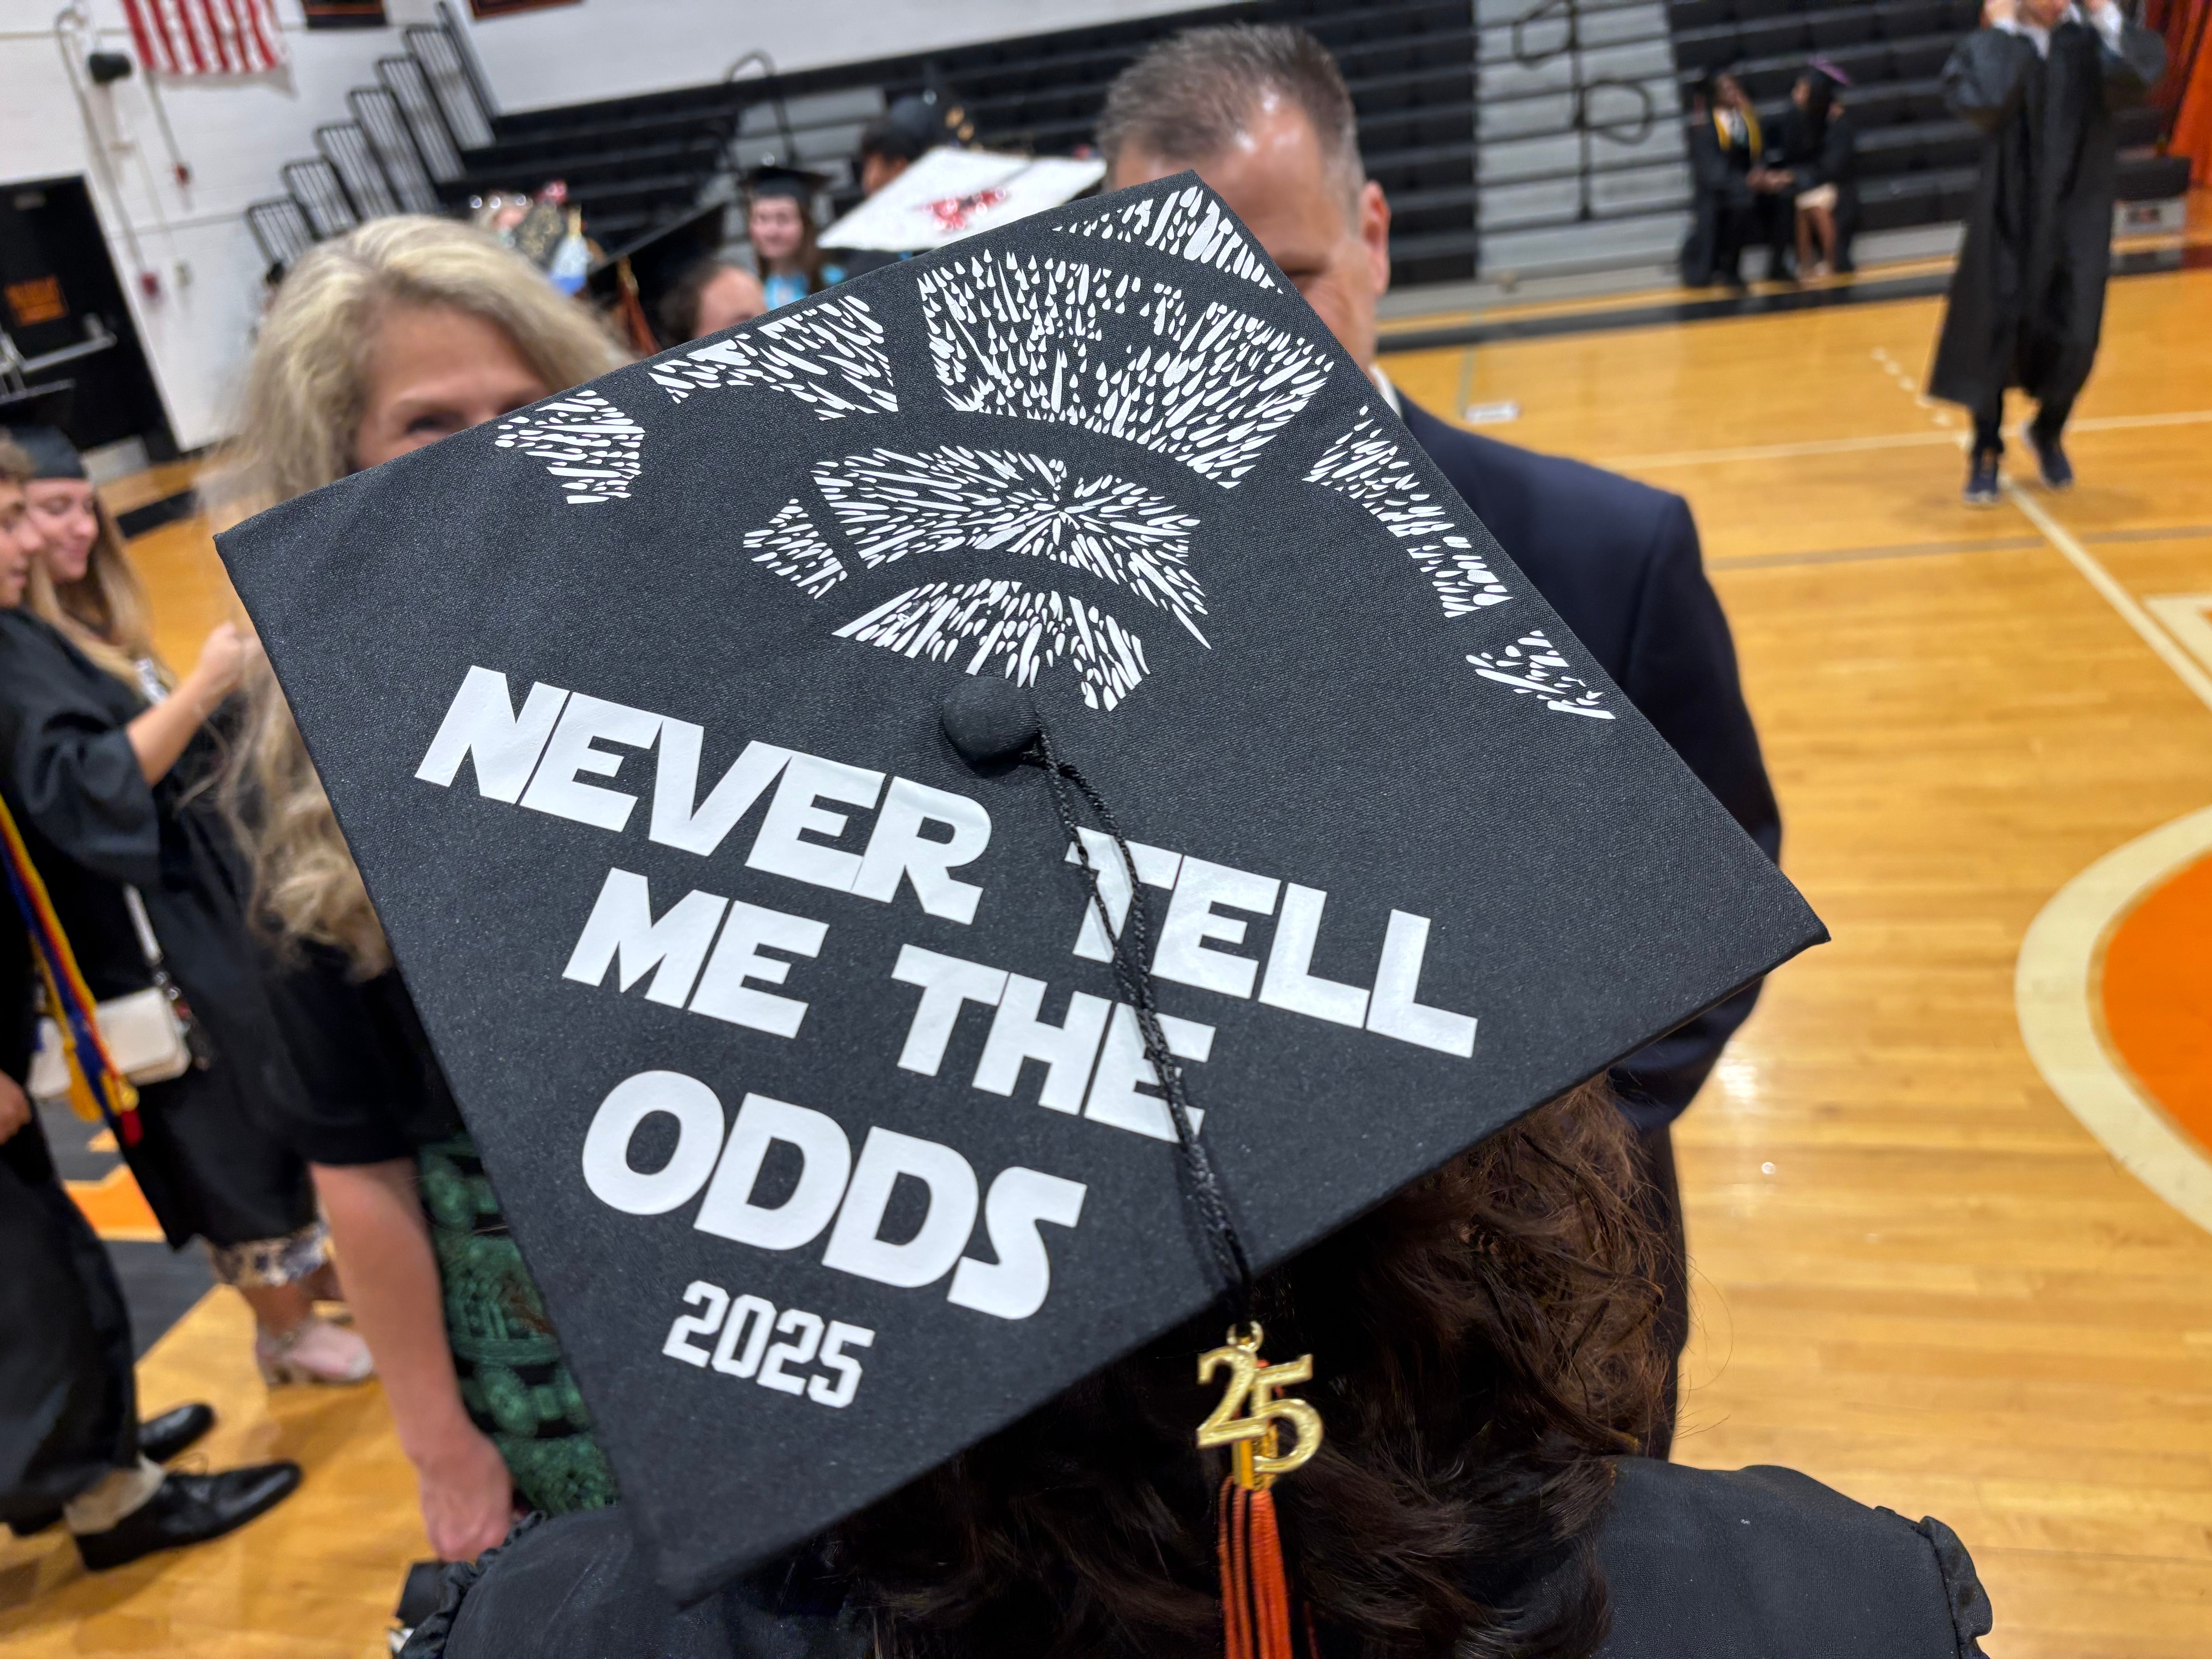 NEVER TELL
ME THE
ODDS
2025
25